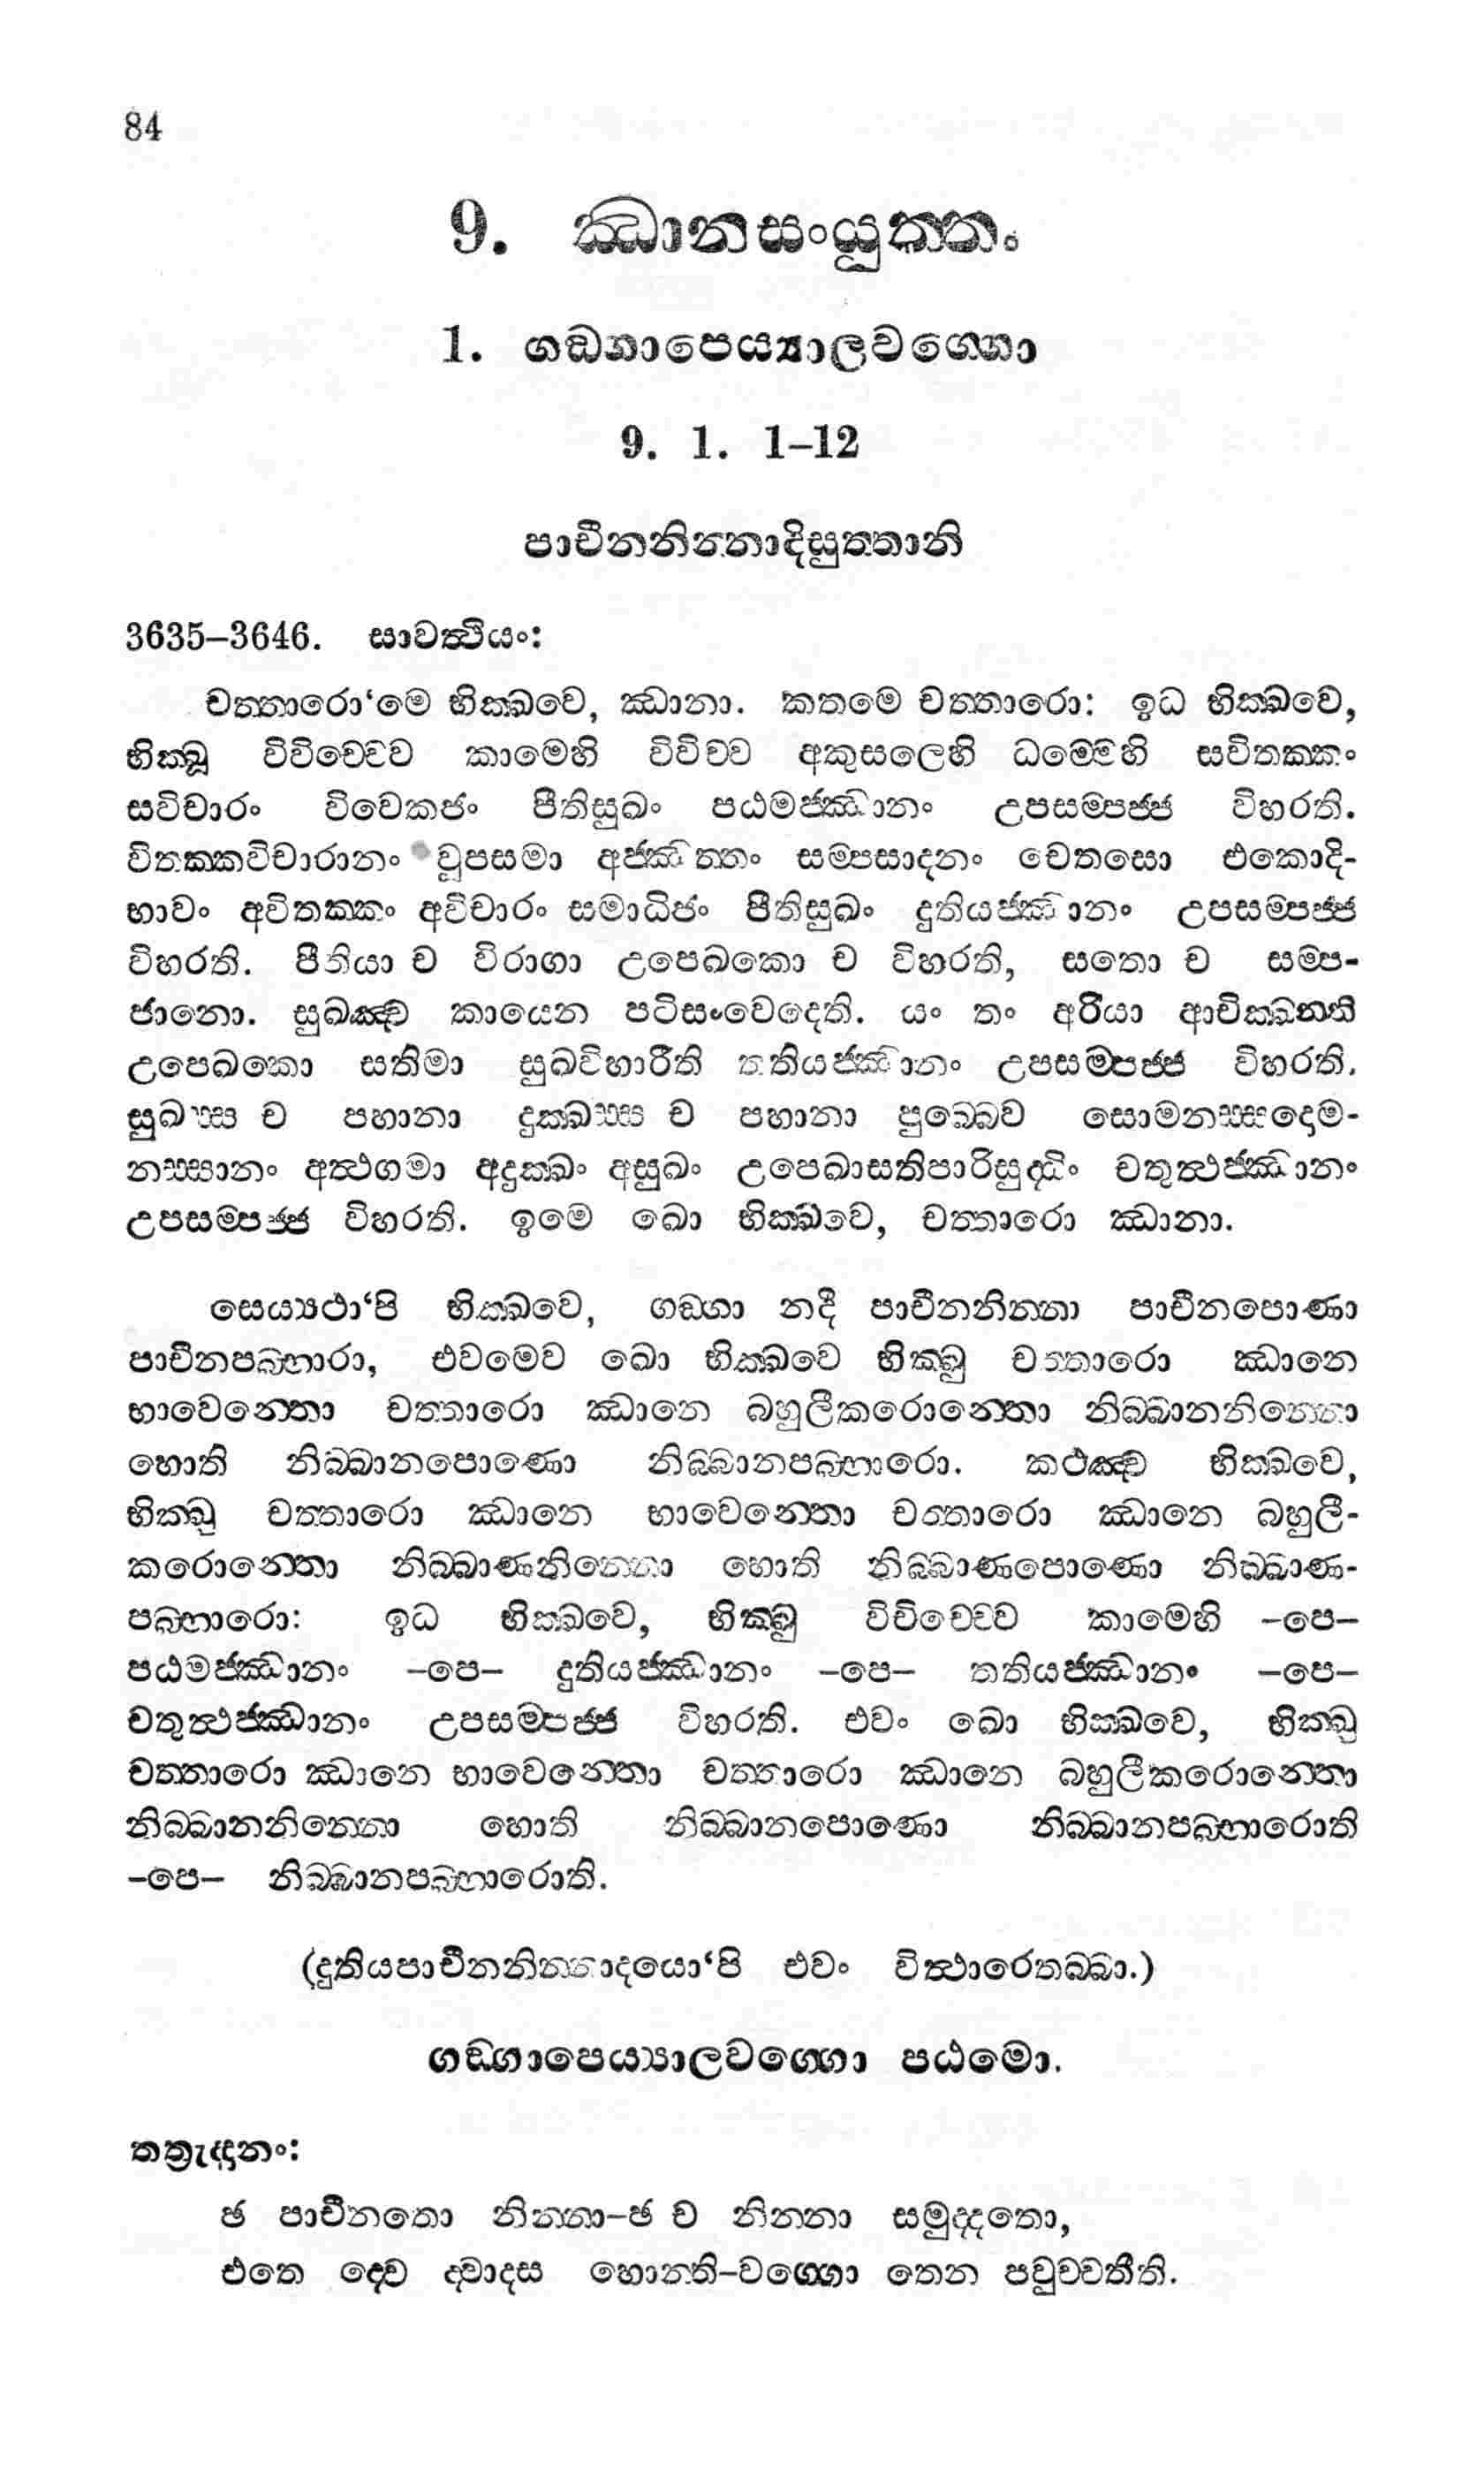 84
9. ඣානසංයුත්තං
1. ගඞ්ගාපෙය්‍යාලවග්ගො
9. 1. 1–12
පාචීනනින්නාදිසුත්තානි
3635–3646. සාවත්‍ථියං:
චත්තාරො‘මෙ භික්ඛවෙ, ඣානා. කතමෙ චත්තාරො: ඉධ භික්ඛවෙ,
භික්ඛූ විවිච්චෙව කාමෙහි විවිච්ච අකුසලෙහි ධම්මෙහි සවිතක්කං
සවිචාරං විවෙකජං පීතිසුඛං පඨමජ්ඣානං උපසම්පජ්ජ විහරති.
විතක්කවිචාරානං වූපසමා අජ්ඣත්තං සම්පසාදනං චෙතසො එකොදි-
භාවං අවිතක්කං අවිචාරං සමාධිජං පීතිසුඛං දුතියජ්ඣානං උපසම්පජ්ජ
විහරති. පීතියා ච විරාගා උපෙඛකො ච විහරති, සතො ච සම්ප-
ජානො. සුඛඤ්ච කායෙන පටිසංවෙදෙති. යං තං අරියා ආචික්ඛන්ති
උපෙඛකො සතිමා සුඛවිහාරීති තතියජ්ඣානං උපසම්පජ්ජ විහරති.
සුඛස්ස ච පහානා දුක්ඛස්ස ච පහානා පුබ්බෙව සොමනස්සදොම-
නස්සානං අත්‍ථගමා අදුක්ඛං අසුඛං උපෙඛාසතිපාරිසුද්ධිං චතුත්‍ථජ්ඣානං
උපසම්පජ්ජ විහරති. ඉමෙ ඛො භික්ඛවෙ, චත්තාරො ඣානා.
සෙය්‍යථා‘පි භික්ඛවෙ, ගඞ්ගා නදී පාචීනනින්නා පාචීනපොණා
පාචීනපබ්භාරා, එවමෙව ඛො භික්ඛවෙ භික්ඛු චත්තාරො ඣානෙ
භාවෙන්තො චත්තාරො ඣානෙ බහුලීකරොන්තො නිබ්බානනින්නො
හොති නිබ්බානපොණො නිබ්බානපබ්භාරො. කථඤ්ච භික්ඛවෙ,
භික්ඛු චත්තාරො ඣානෙ භාවෙන්තො චත්තාරො ඣානෙ බහුලී-
කරොන්තො නිබ්බාණනින්නො හොති නිබ්බාණපොණො නිබ්බාණ-
පබ්භාරො: ඉධ භික්ඛවෙ, භික්ඛු විවිච්චෙව කාමෙහි –පෙ–
පඨමජ්ඣානං –පෙ– දුතියජ්ඣානං –පෙ– තතියජ්ඣානං –පෙ–
චතුත්‍ථජ්ඣානං උපසම්පජ්ජ විහරති. එවං ඛො භික්ඛවෙ, භික්ඛු
චත්තාරො ඣානෙ භාවෙන්තො චත්තාරො ඣානෙ බහුලීකරොන්තො
නිබ්බානනින්නො හොති නිබ්බානපොණො නිබ්බානපබ්භාරොති
–පෙ– නිබ්බානපබ්භාරොති.
(දුතියපාචීනනින්නාදයො‘පි එවං විත්‍ථාරෙතබ්බා.)
ගඞ්ගාපෙය්‍යාලවග්ගො පඨමො.
තත්‍රැද්දානං:
ඡ පාචීනතො නින්නා–ඡ ච නින්නා සමුද්දතො,
එතෙ ද්වෙ ද්වාදස හොන්ති–වග්ගො තෙන පවුච්චතීති.